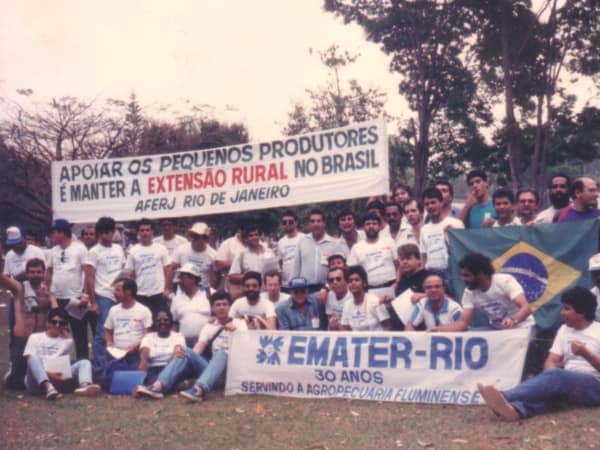 APOIAR OS PEQUENOS PRODUTORES
É MANTER A EXTENSÃO RURAL NO BRASIL
AFERJ RIO DE JANEIRO
EMATER-RIO
30 ANOS
SERVINDO A AGROPECUÁRIA FLUMINENSE